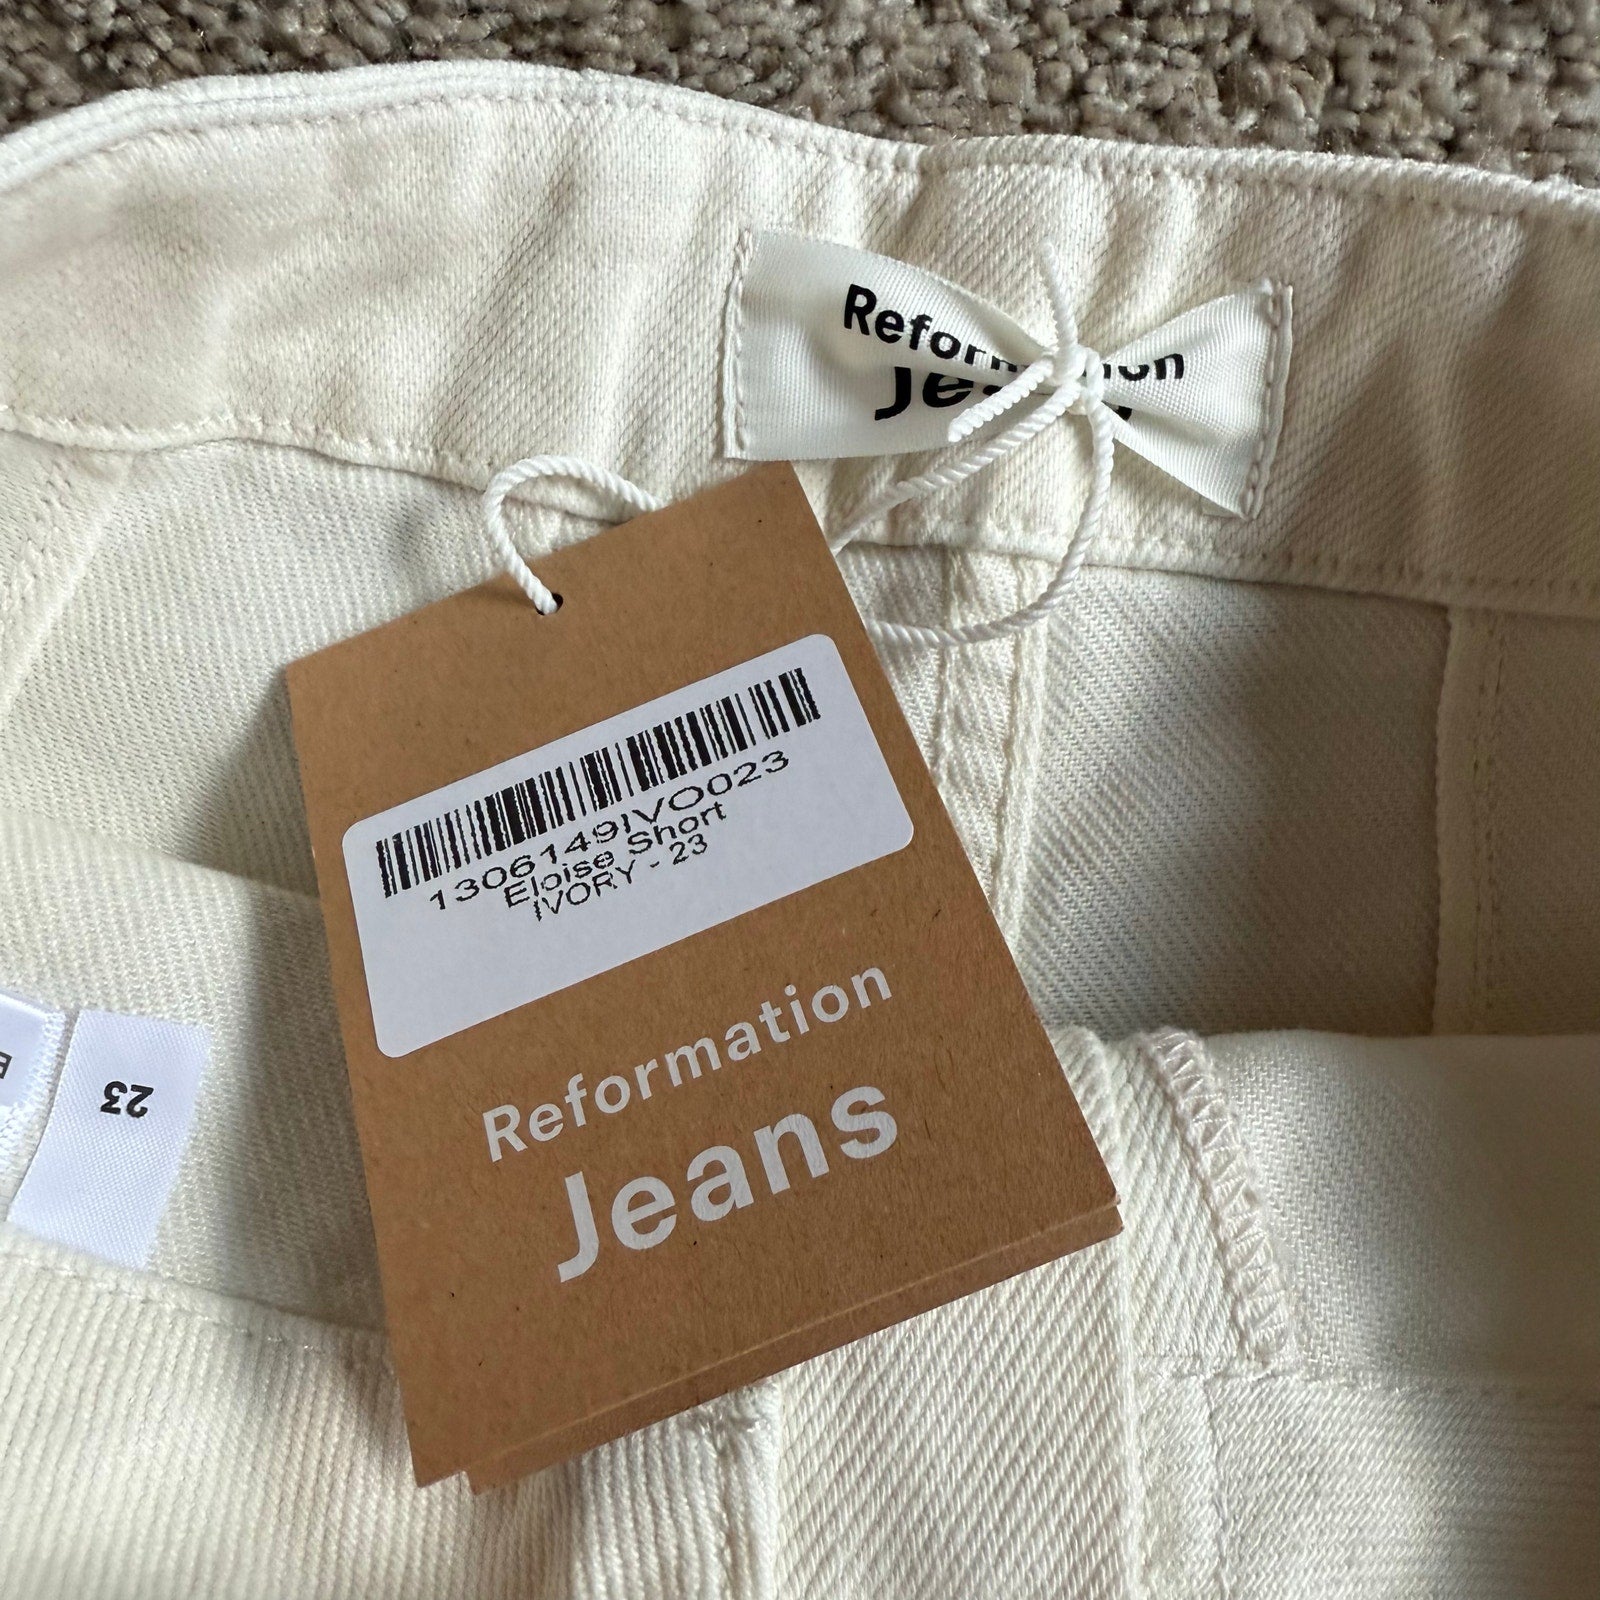 Reformation
Jeans
1306149IVO023
Eloise Short
IVORY - 23
Reformation
Jeans
23